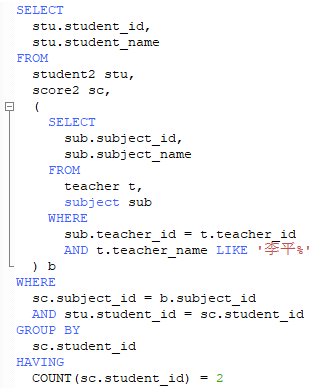 SELECT
stu.student_id,
stu.student_name
FROM
student2 stu,
score2 sc,
(
SELECT
sub.subject_id,
sub.subject_name
FROM
teacher t,
subject sub
WHERE
sub.teacher_id = t.teacher_id
AND t.teacher_name LIKE '李平%'
) b
WHERE
sc.subject_id = b.subject_id
AND stu.student_id = sc.student_id
GROUP BY
sc.student_id
HAVING
COUNT(sc.student_id) = 2